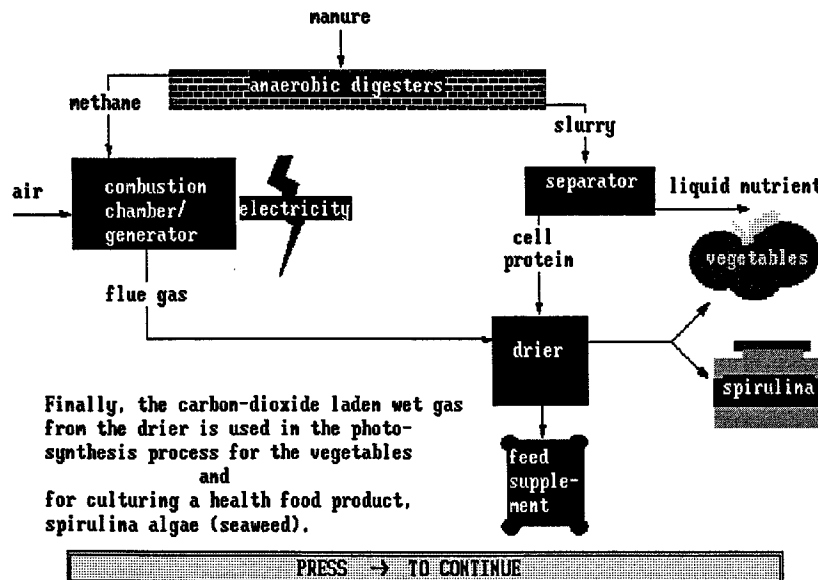 manure
anaerobic digesters
methane
slurry
air
combustion
chamber/
generator
electricity
separator
liquid nutrient
cell
protein
vegetables
flue gas
drier
spirulina
Finally, the carbon-dioxide laden wet gas
from the drier is used in the photo-
synthesis process for the vegetables
and
for culturing a health food product,
spirulina algae (seaweed).
feed
supple-
ment
PRESS → TO CONTINUE